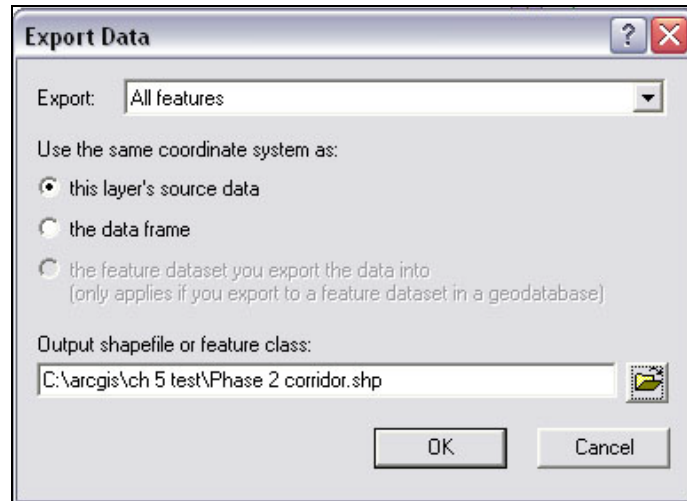 Export Data
Export: All features
Use the same coordinate system as:
this layer's source data
the data frame
the feature dataset you export the data into
(only applies if you export to a feature dataset in a geodatabase)
Output shapefile or feature class:
C:\arcgis\ch 5 test\Phase 2 corridor.shp
OK Cancel